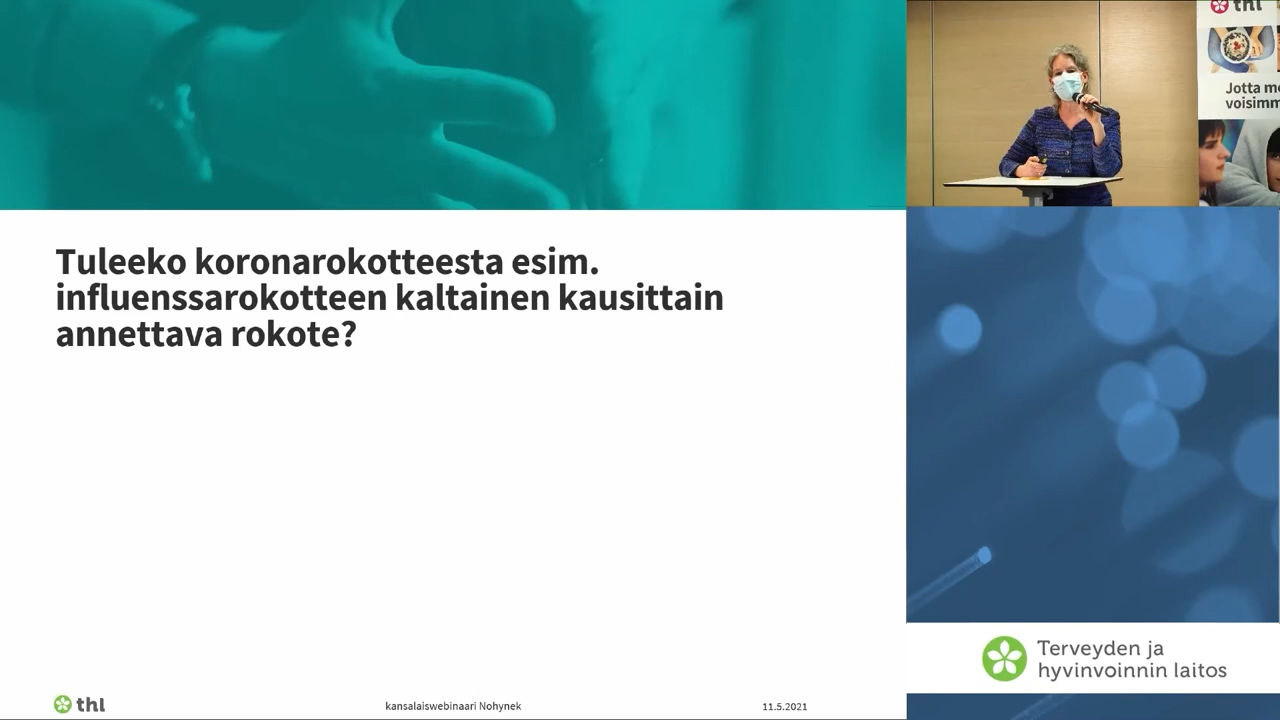 Tuleeko koronarokotteesta esim.
influenssarokotteen kaltainen kausittain
annettava rokote?
thl
kansalaiswebinaari Nohynek
11.5.2021
thl
Jotta
voisimm
Terveyden ja
hyvinvoinnin laitos